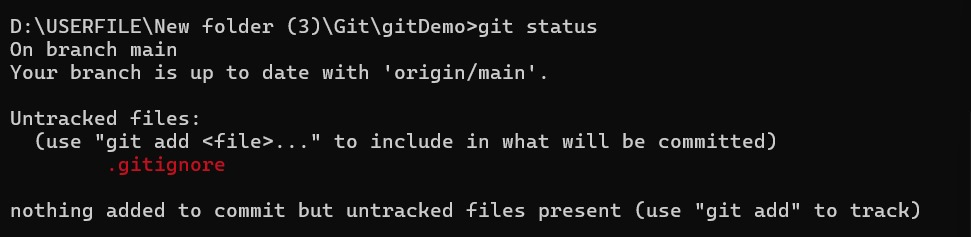 D:\USERFILE\New folder (3)\Git\gitDemo>git status
On branch main
Your branch is up to date with 'origin/main'.
Untracked files:
  (use "git add <file>..." to include in what will be committed)
        .gitignore
nothing added to commit but untracked files present (use "git add" to track)